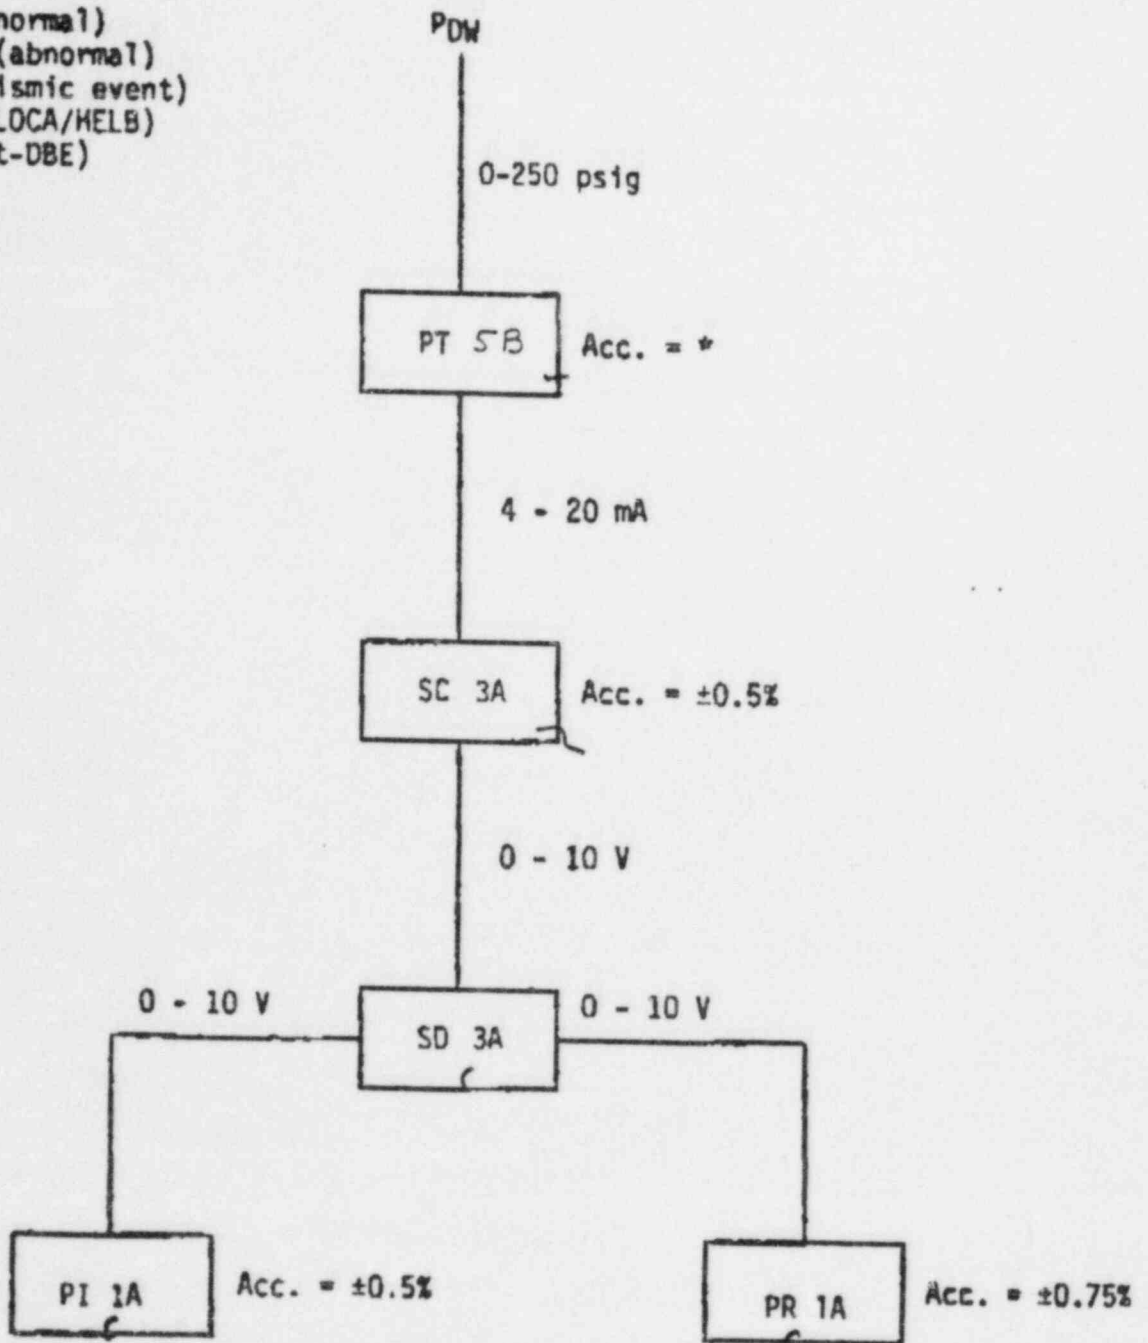 normal)
(abnormal)
ismic event)
LOCA/HELB)
t-DBE)
PDW
0-250 psig
PT 5B
Acc. = *
4 - 20 mA
SC 3A
Acc. = ±0.5%
0 - 10 V
0 - 10 V
SD 3A
0 - 10 V
PI 1A
Acc. = ±0.5%
PR 1A
Acc. = ±0.75%